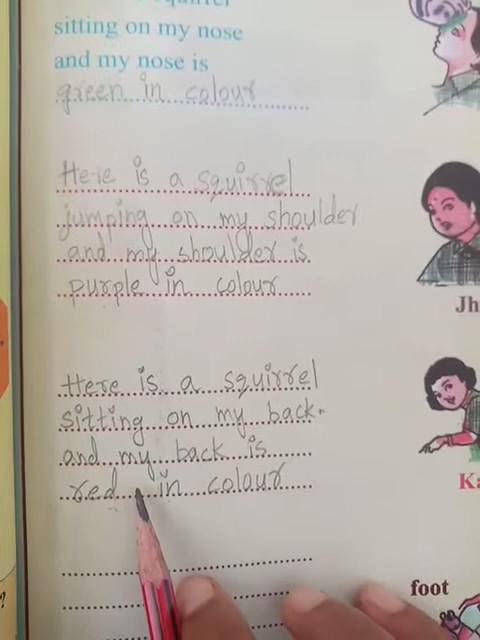 sitting on my nose
and my nose is
green in colour
Here is a squirrel
jumping on my shoulder
and my shoulder is
purple in colour
Jh
Here is a squirrel
sitting on my back.
and my back is
red in colour
Ka
foot
?